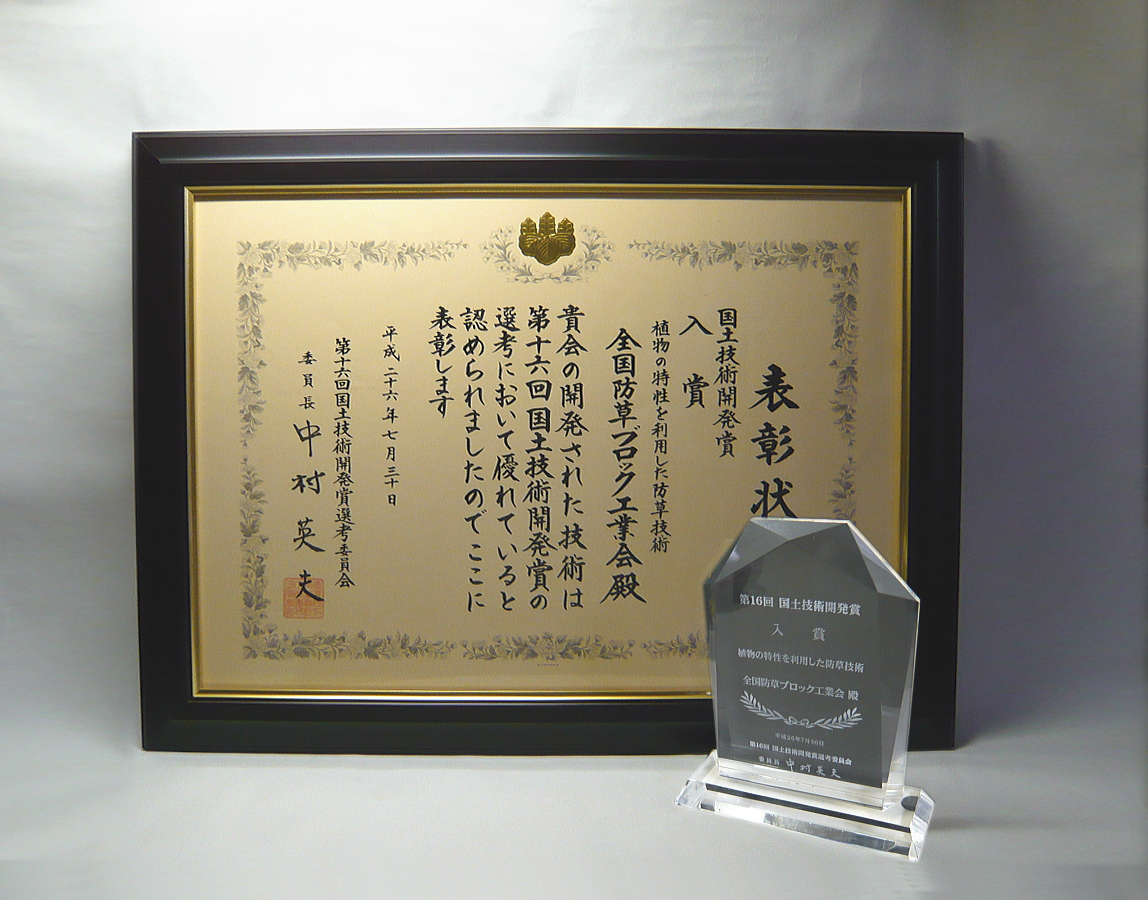 表彰状
国土技術開発賞
入賞
植物の特性を利用した防草技術
全国防草ブロック工業会殿
貴会の開発された技術は
第十六回国土技術開発賞の
選考において優れていると
認められましたのでここに
表彰します
平成二十六年七月三十日
第十六回国土技術開発賞選考委員会
委員長 中村英夫
第16回 国土技術開発賞
入 賞
植物の特性を利用した防草技術
全国防草ブロック工業会 殿
平成26年7月30日
第16回 国土技術開発賞選考委員会
委員長 中村英夫